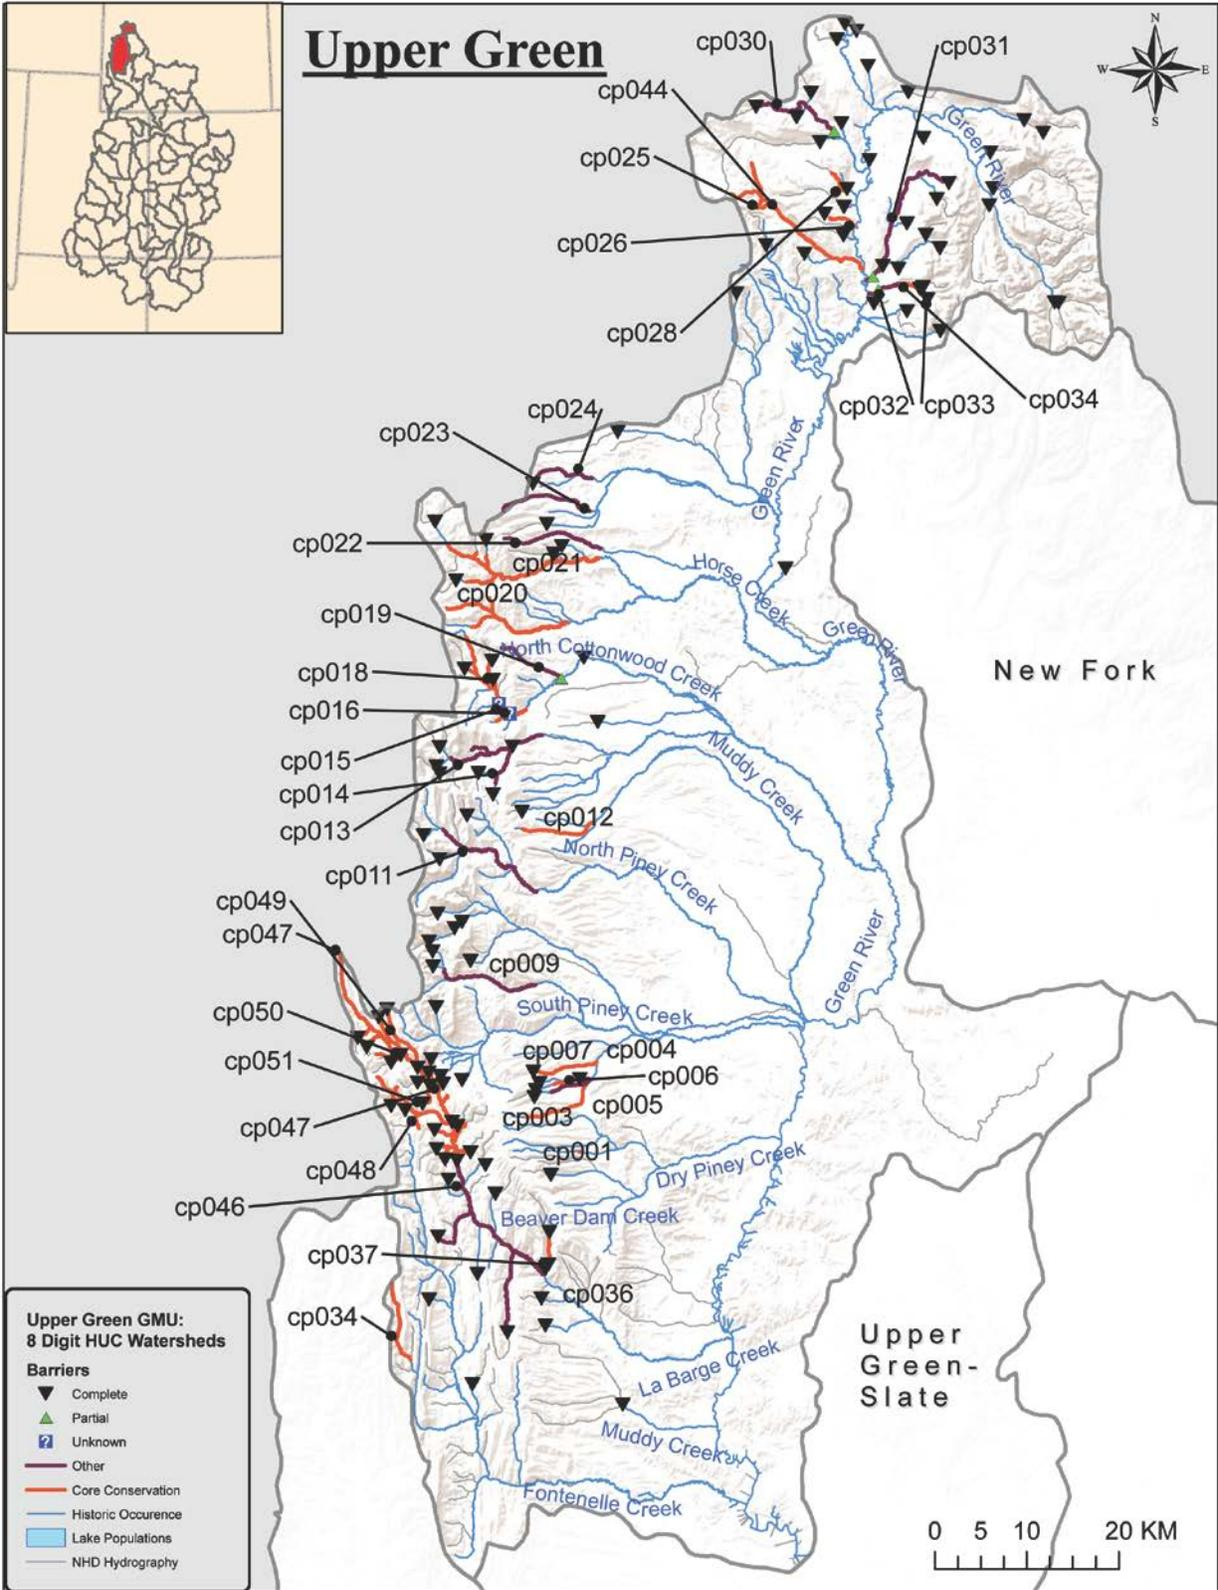 Upper Green
N
W
E
S
cp030
cp031
cp044
Green River
cp025
cp026
cp028
cp032
cp033
cp034
cp024
cp023
Green River
cp022
cp021
Horse Creek
cp020
cp019
Green River
North Cottonwood Creek
New Fork
cp018
cp016
?
?
cp015
Muddy Creek
cp014
cp012
cp013
North Piney Creek
cp011
cp049
cp047
Green River
cp009
South Piney Creek
cp050
cp007
cp004
cp051
cp006
cp005
cp003
cp047
cp001
Dry Piney Creek
cp048
cp046
Beaver Dam Creek
cp037
cp036
cp034
Upper
Green-
Slate
La Barge Creek
Muddy Creek
Fontenelle Creek
Upper Green GMU:
8 Digit HUC Watersheds
Barriers
Complete
Partial
? Unknown
Other
Core Conservation
Historic Occurence
Lake Populations
NHD Hydrography
0 5 10 20 KM